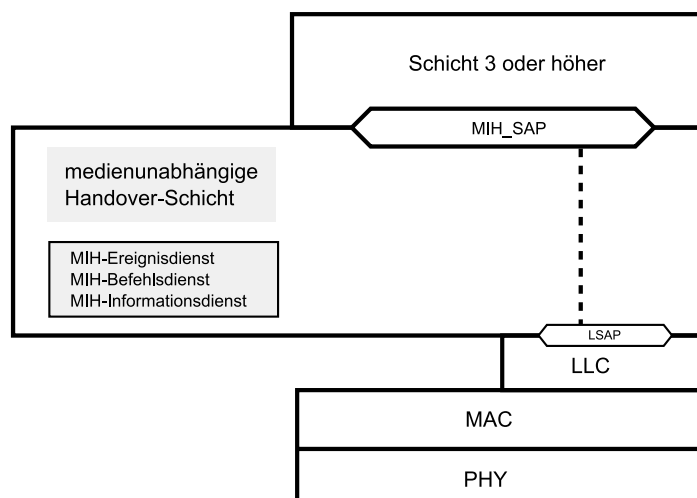 Schicht 3 oder höher
MIH_SAP
medienunabhängige
Handover-Schicht
MIH-Ereignisdienst
MIH-Befehlsdienst
MIH-Informationsdienst
LSAP
LLC
MAC
PHY